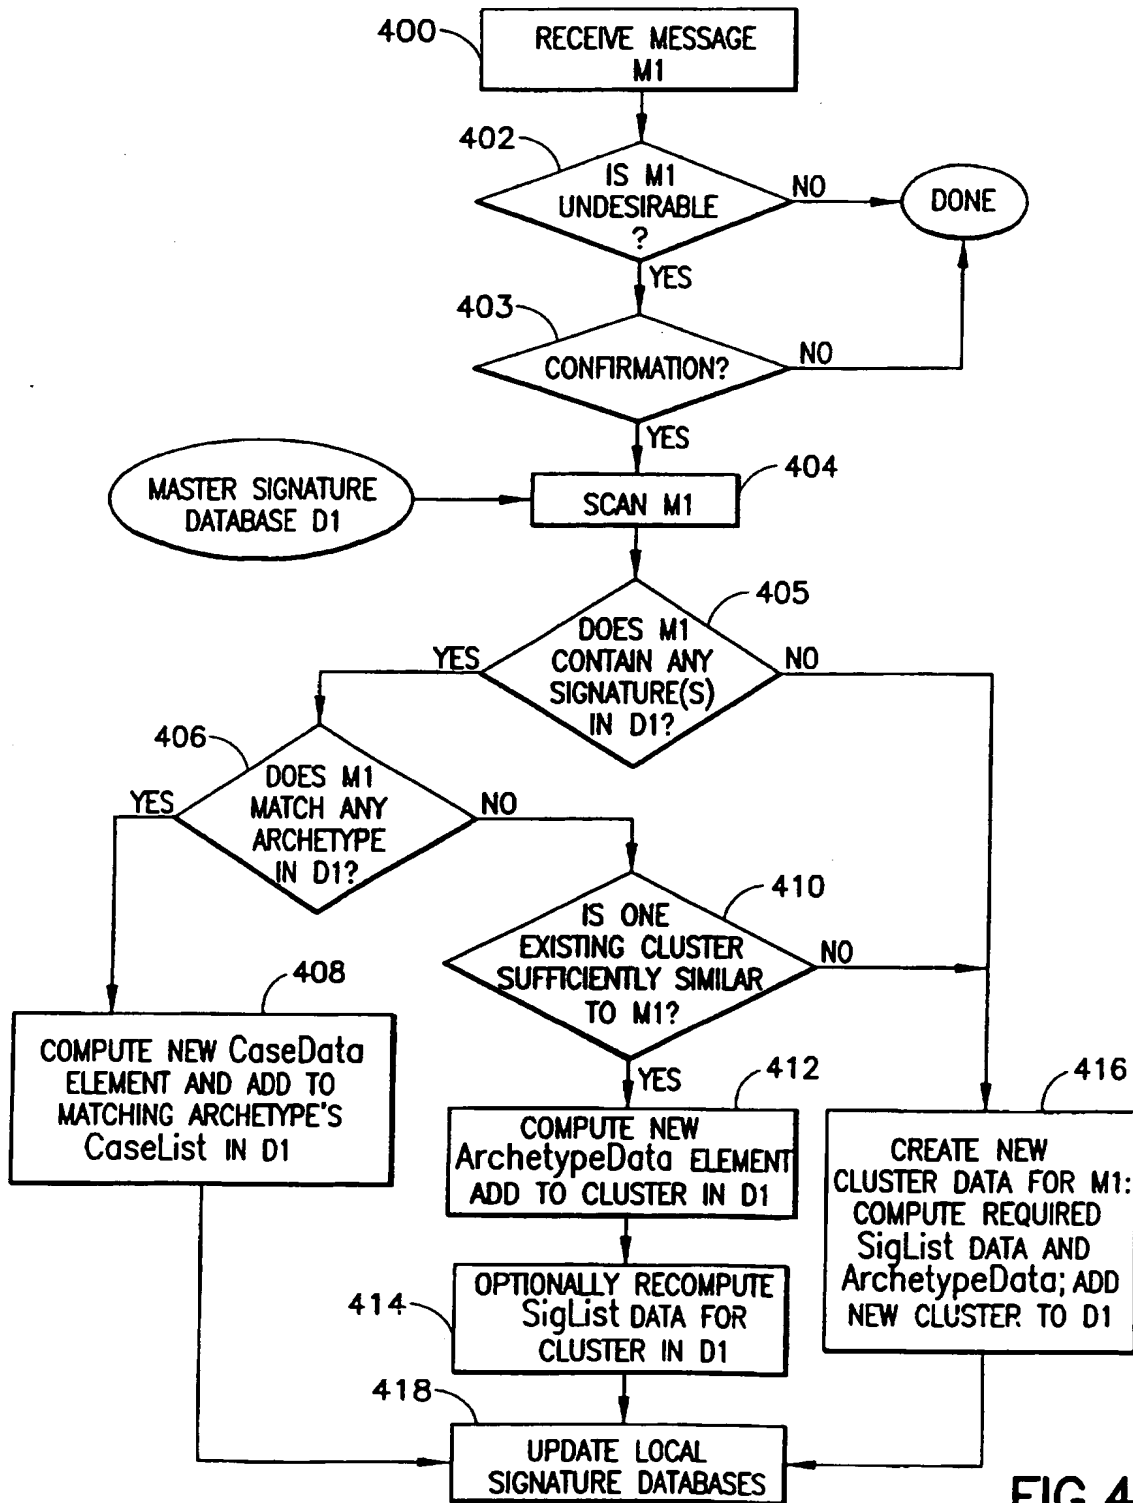 400
RECEIVE MESSAGE
M1
402
IS M1
UNDESIRABLE
?
NO
DONE
YES
403
CONFIRMATION?
NO
YES
MASTER SIGNATURE
DATABASE D1
404
SCAN M1
405
DOES M1
CONTAIN ANY
SIGNATURE(S)
IN D1?
YES
NO
406
DOES M1
MATCH ANY
ARCHETYPE
IN D1?
YES
NO
410
IS ONE
EXISTING CLUSTER
SUFFICIENTLY SIMILAR
TO M1?
NO
YES
408
COMPUTE NEW CaseData
ELEMENT AND ADD TO
MATCHING ARCHETYPE'S
CaseList IN D1
412
COMPUTE NEW
ArchetypeData ELEMENT
ADD TO CLUSTER IN D1
416
CREATE NEW
CLUSTER DATA FOR M1:
COMPUTE REQUIRED
SigList DATA AND
ArchetypeData; ADD
NEW CLUSTER TO D1
414
OPTIONALLY RECOMPUTE
SigList DATA FOR
CLUSTER IN D1
418
UPDATE LOCAL
SIGNATURE DATABASES
FIG.4